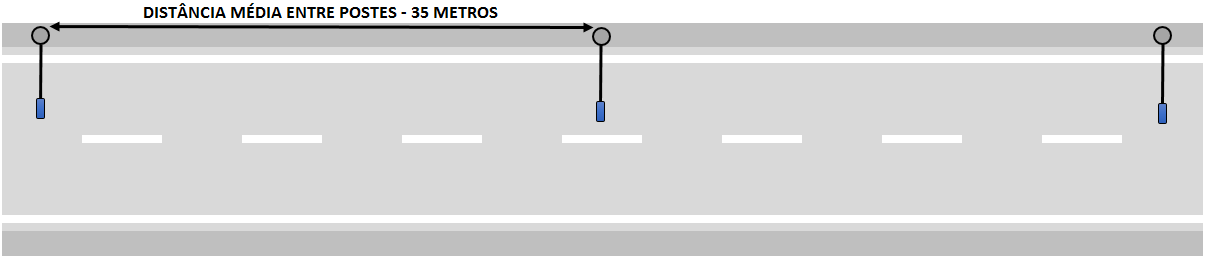 DISTÂNCIA MÉDIA ENTRE POSTES - 35 METROS